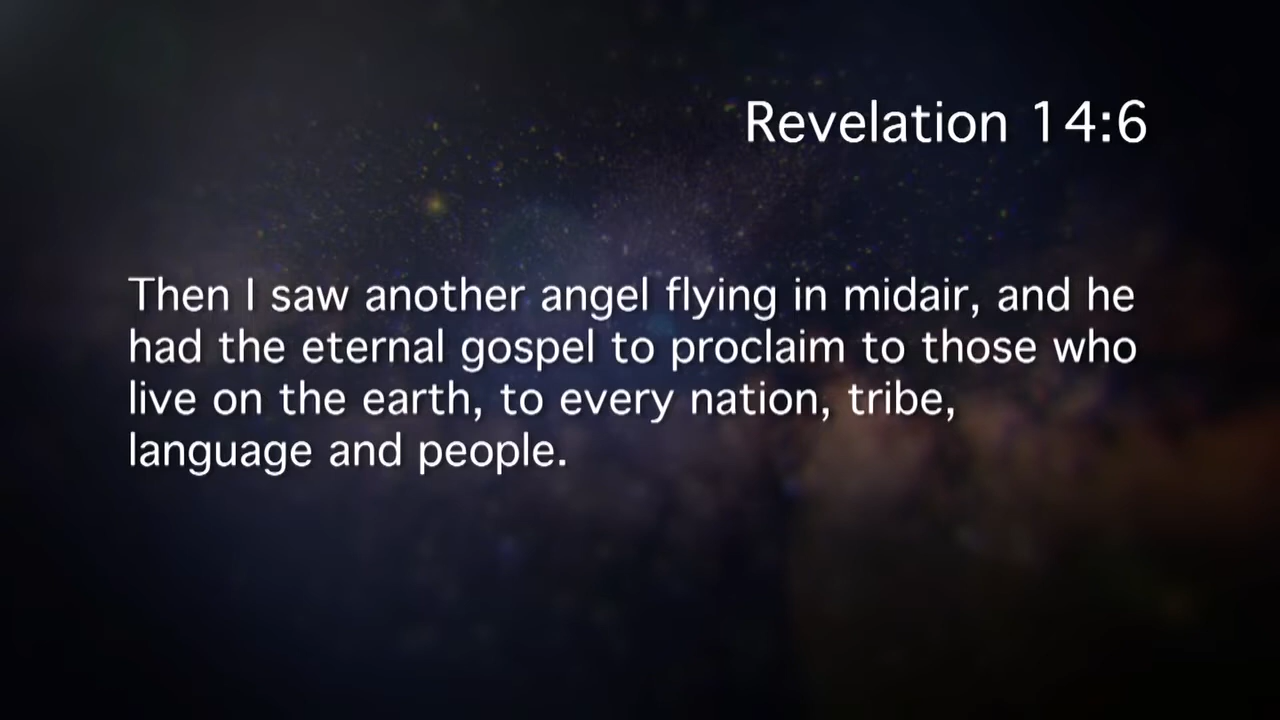 Revelation 14:6
Then I saw another angel flying in midair, and he
had the eternal gospel to proclaim to those who
live on the earth, to every nation, tribe,
language and people.